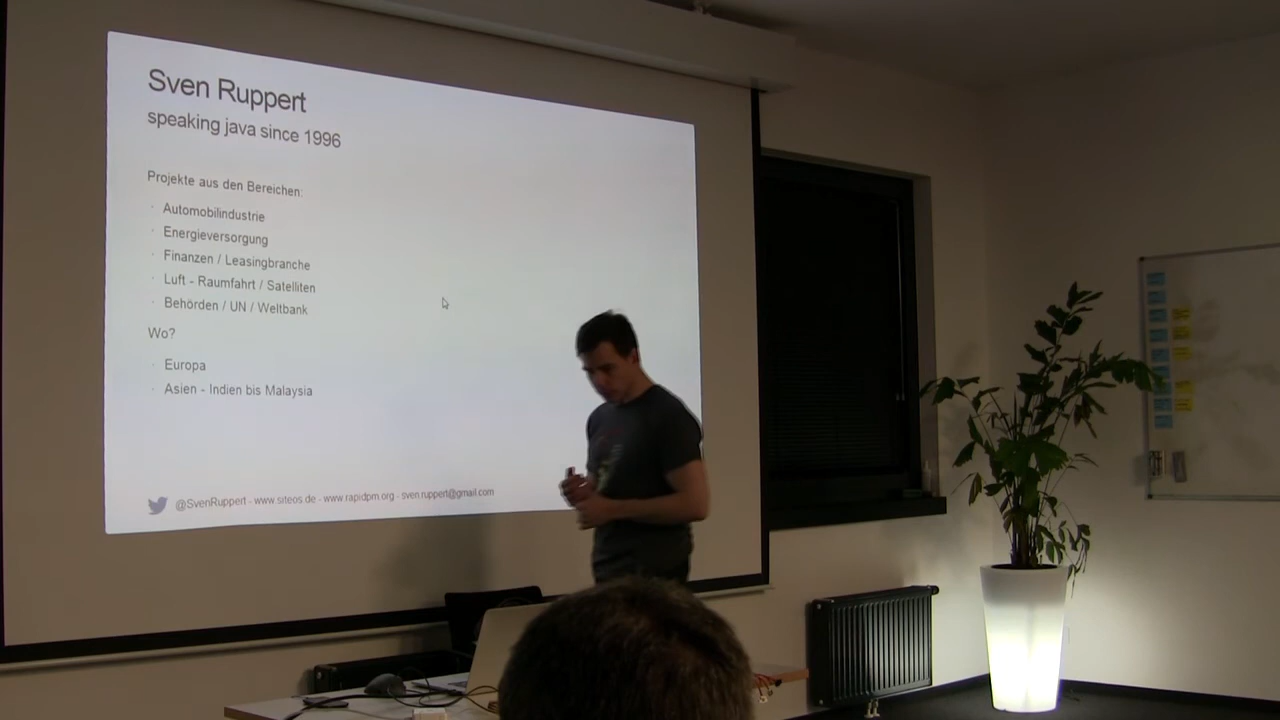 Sven Ruppert
speaking java since 1996
Projekte aus den Bereichen:
· Automobilindustrie
· Energieversorgung
· Finanzen / Leasingbranche
· Luft - Raumfahrt / Satelliten
· Behörden / UN / Weltbank
Wo?
· Europa
· Asien - Indien bis Malaysia
@SvenRuppert - www.siteos.de - www.rapidpm.org - sven.ruppert@gmail.com